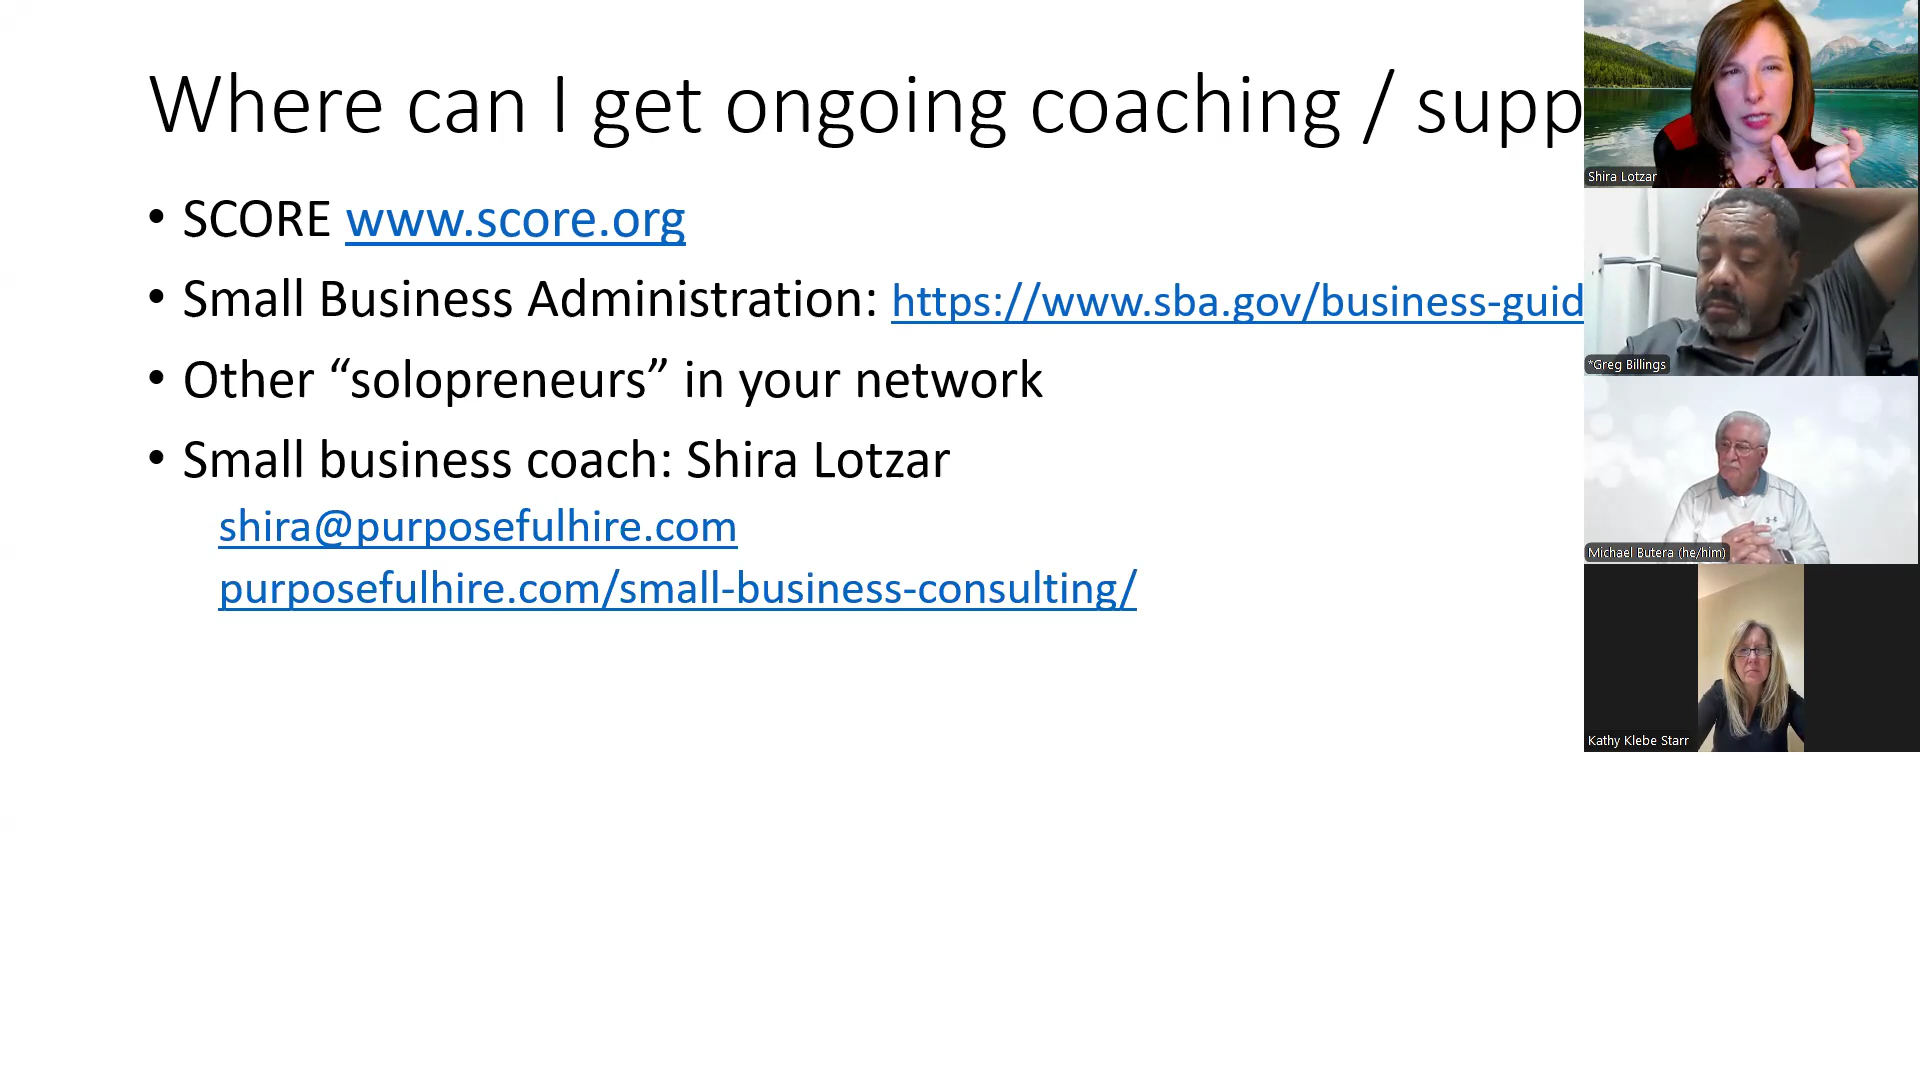 Where can I get ongoing coaching / supp
• SCORE www.score.org
• Small Business Administration: https://www.sba.gov/business-guid
• Other “solopreneurs” in your network
• Small business coach: Shira Lotzar
shira@purposefulhire.com
purposefulhire.com/small-business-consulting/
Shira Lotzar
*Greg Billings
Michael Butera (he/him)
Kathy Klebe Starr